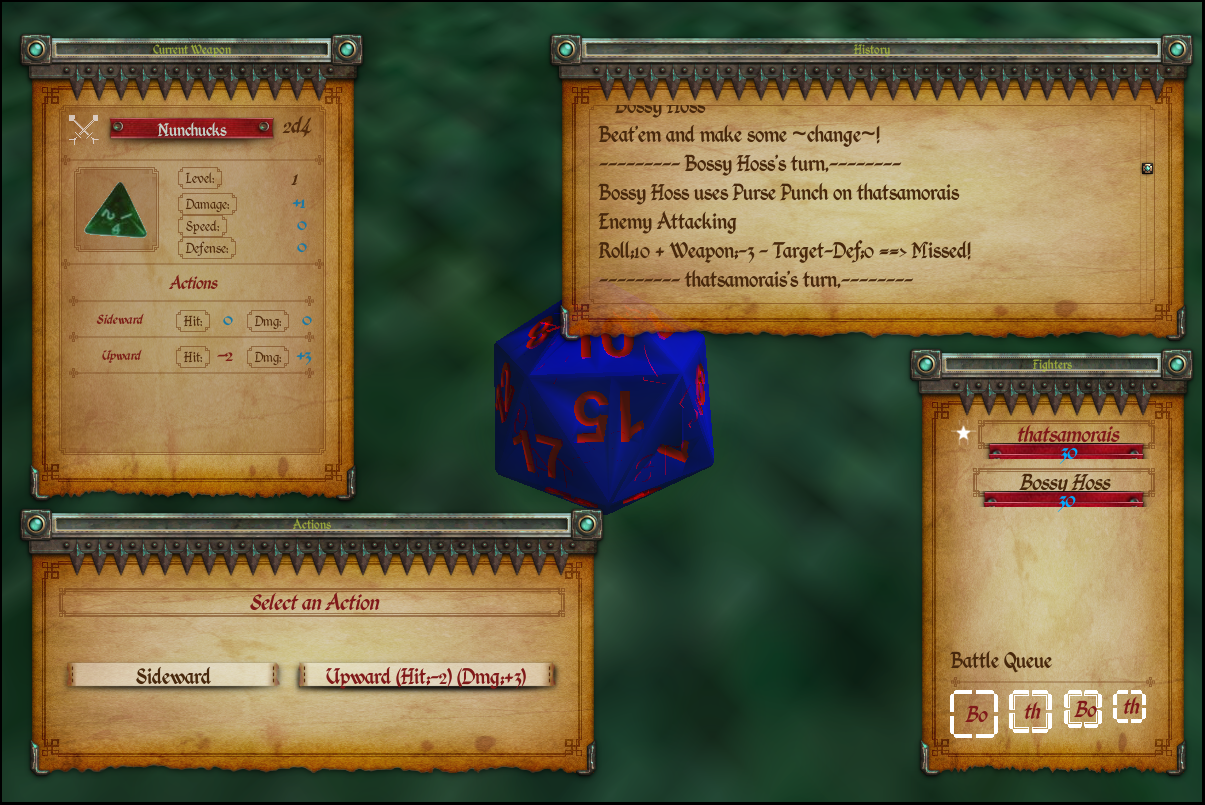 Current Weapon
Nunchucks
2d4
Level:
1
Damage:
+1
Speed:
0
Defense:
0
Actions
Sideward
Hit:
0
Dmg:
0
Upward
Hit:
-2
Dmg:
+3
History
Bossy Hoss
Beat'em and make some ~change~!
--------- Bossy Hoss's turn,--------
Bossy Hoss uses Purse Punch on thatsamorais
Enemy Attacking
Roll:10 + Weapon:-3 - Target-Def:0 ==> Missed!
--------- thatsamorais's turn,--------
15
17
Fighters
thatsamorais
30
Bossy Hoss
30
Battle Queue
Bo
th
Bo
th
Actions
Select an Action
Sideward
Upward (Hit:-2) (Dmg:+3)